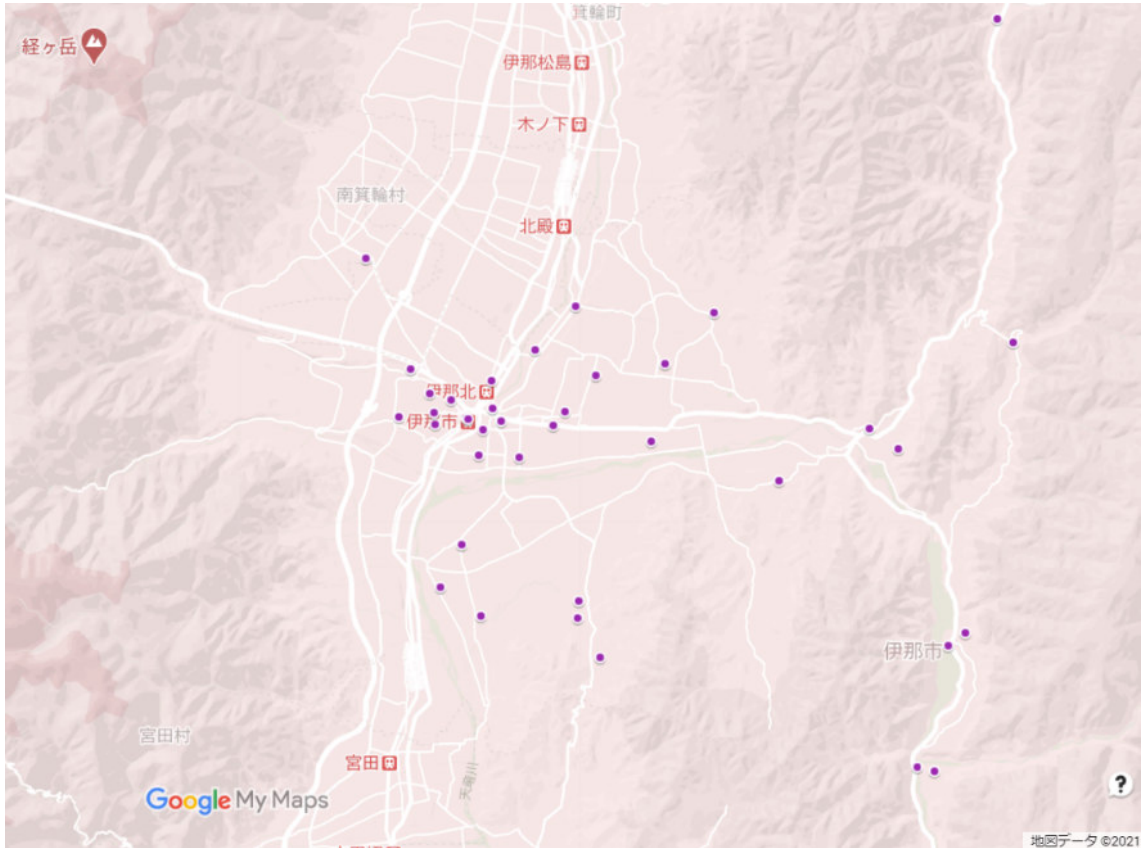 箕輪町
経ヶ岳
伊那松島
木ノ下
南箕輪村
北殿
伊那北
伊那市
伊那市
宮田村
宮田
天竜川
Google My Maps
?
地図データ ©2021